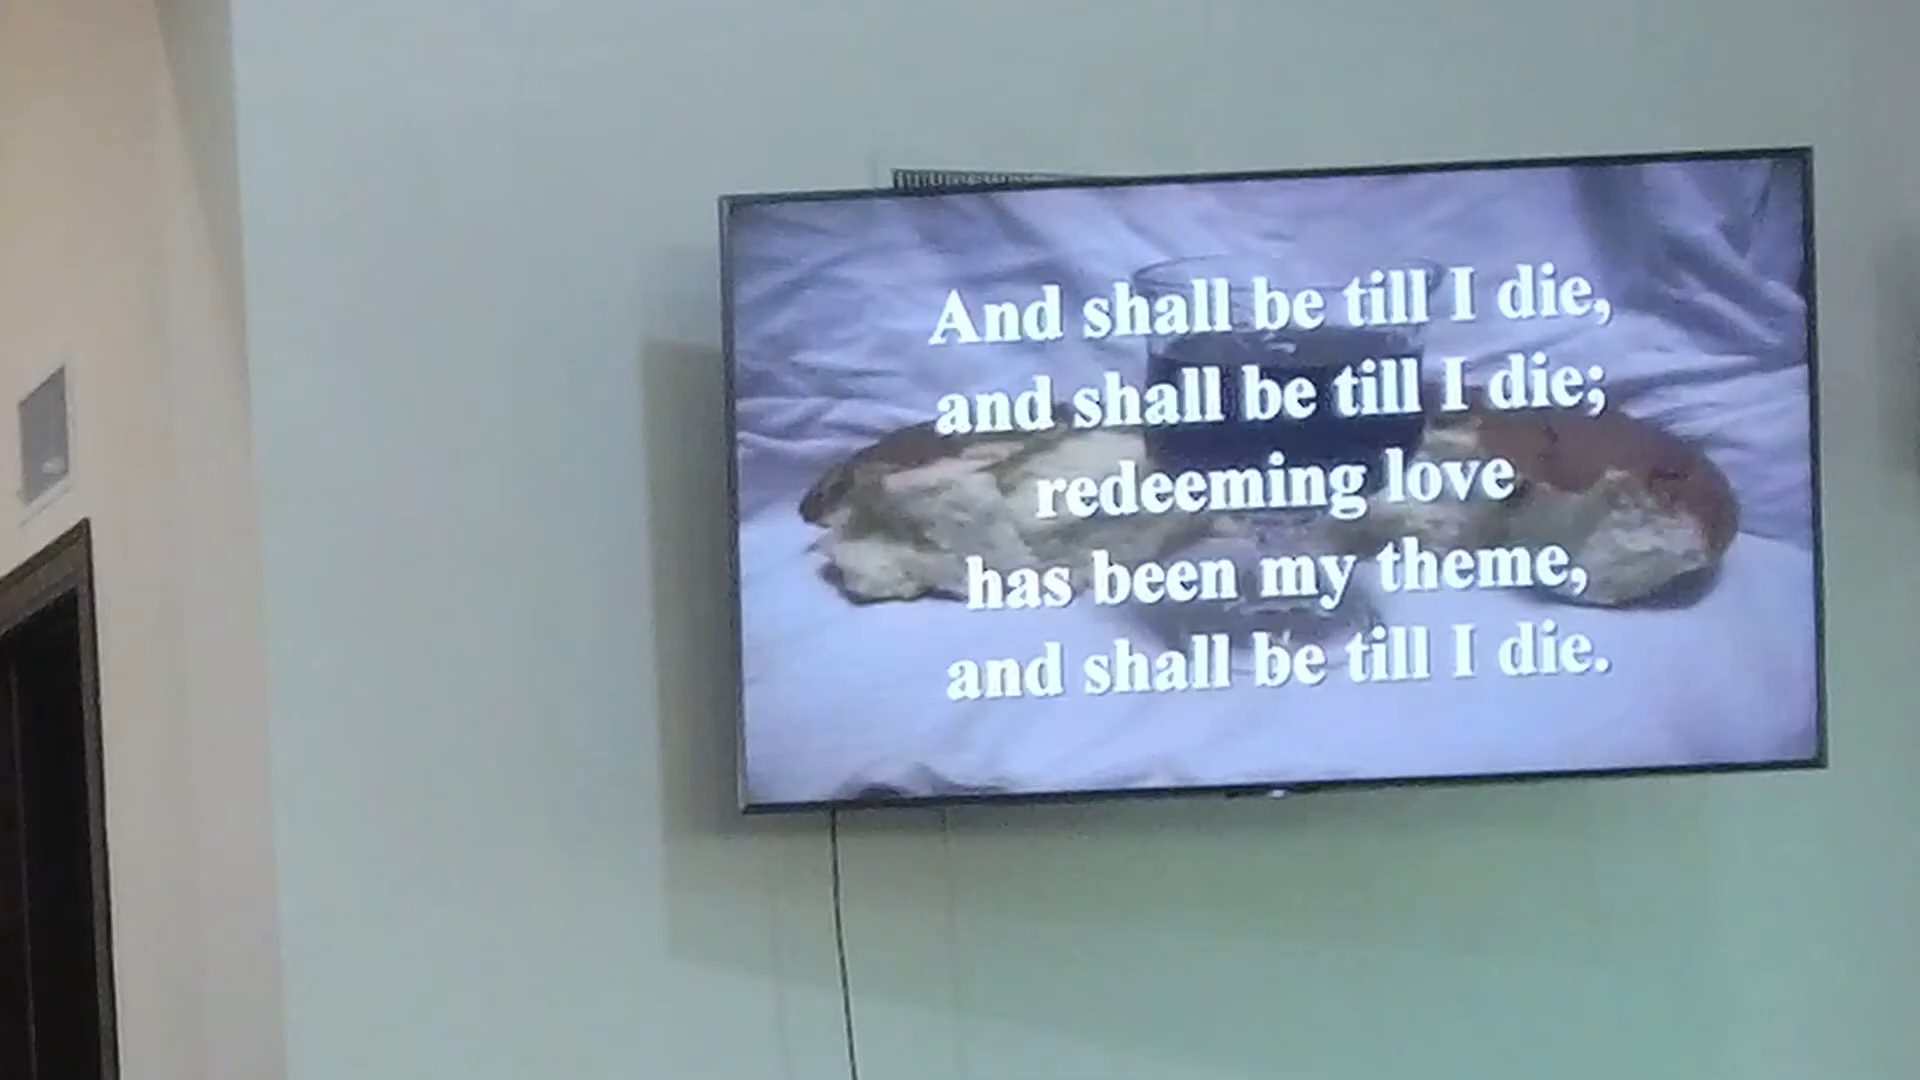 And shall be till I die,
and shall be till I die;
redeeming love
has been my theme,
and shall be till I die.